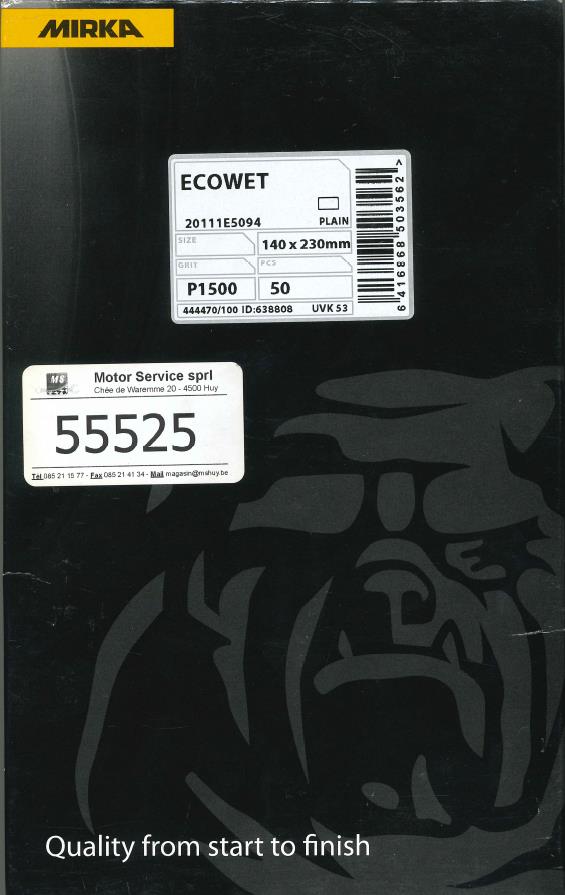 MIRKA
ECOWET
20111E5094 PLAIN
SIZE 140 x 230mm
GRIT PCS
P1500 50
444470/100 ID:638808 UVK 53
6 416868 503562 >
MS
Motor Service sprl
Chée de Waremme 20 - 4500 Huy
55525
Tél 085 21 15 77 - Fax 085 21 41 34 - Mail magasin@mshuy.be
Quality from start to finish